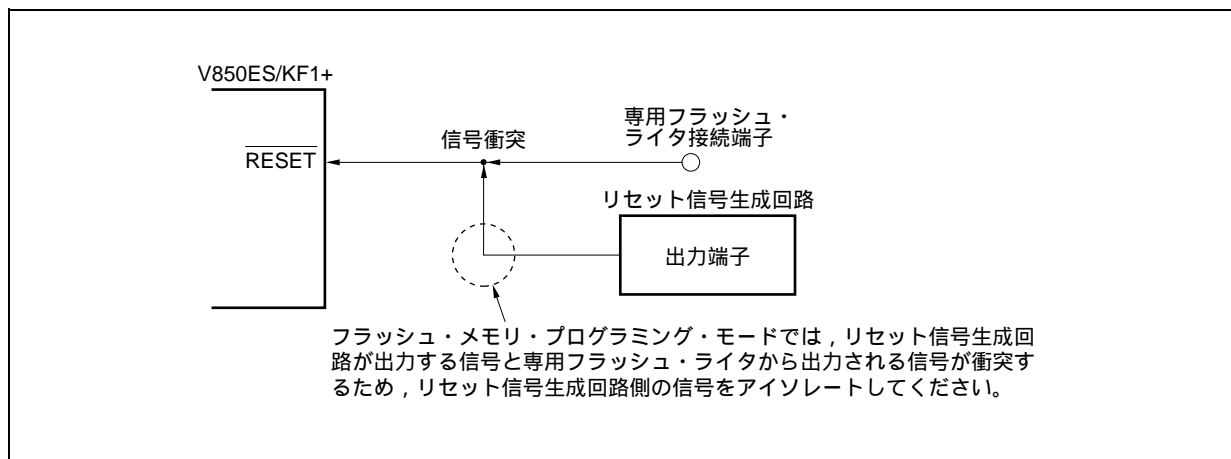 V850ES/KF1+
専用フラッシュ・
ライタ接続端子
信号衝突
RESET
リセット信号生成回路
出力端子
フラッシュ・メモリ・プログラミング・モードでは，リセット信号生成回
路が出力する信号と専用フラッシュ・ライタから出力される信号が衝突す
るため，リセット信号生成回路側の信号をアイソレートしてください。